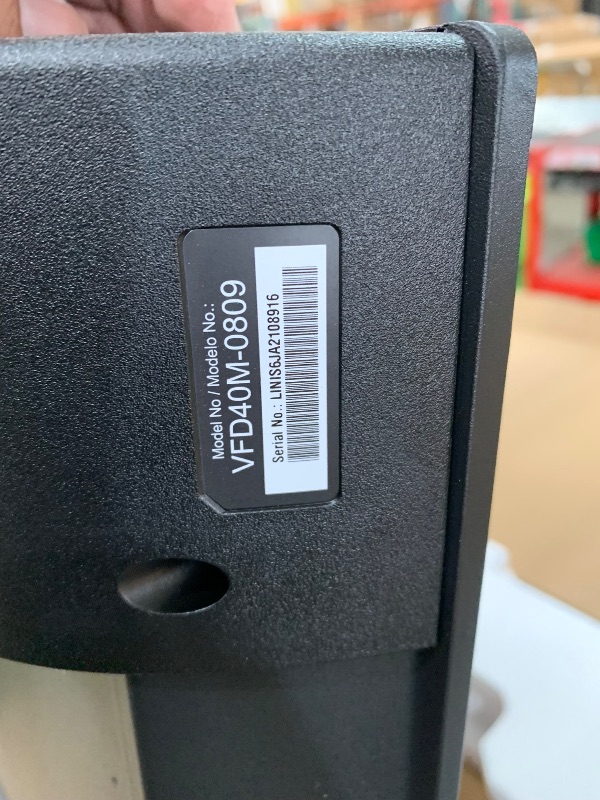 Model No / Modelo No.:
VFD40M-0809
Serial No.: LINIS6JA2108916